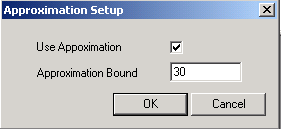 Approximation Setup
Use Appoximation
Approximation Bound
30
OK
Cancel